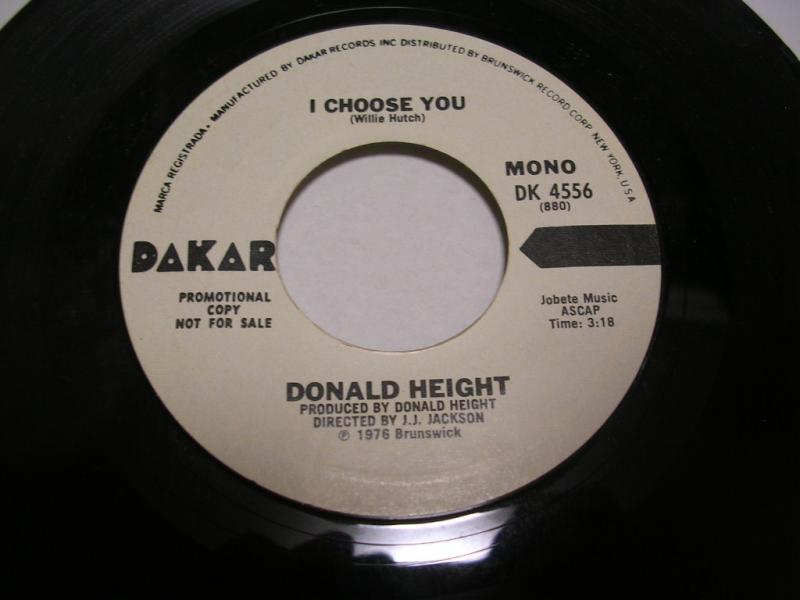 MARCA REGISTRADA • MANUFACTURED BY DAKAR RECORDS INC DISTRIBUTED BY BRUNSWICK RECORD CORP. NEW YORK, U.S.A
I CHOOSE YOU
(Willie Hutch)
MONO
DK 4556
(880)
DAKAR
PROMOTIONAL
COPY
NOT FOR SALE
Jobete Music
ASCAP
Time: 3:18
DONALD HEIGHT
PRODUCED BY DONALD HEIGHT
DIRECTED BY J.J. JACKSON
℗ 1976 Brunswick